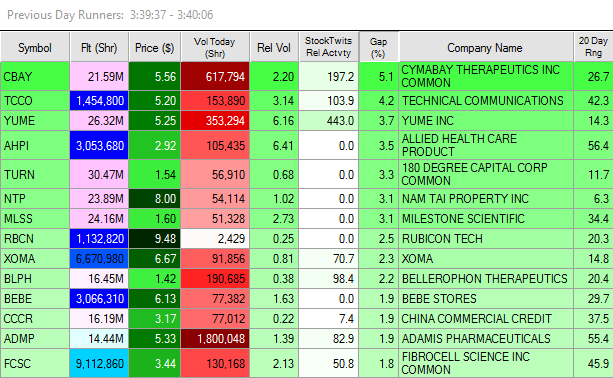 Previous Day Runners: 3:39:37 - 3:40:06
Symbol Flt (Shr) Price ($) Vol Today (Shr) Rel Vol StockTwits Rel Actvty Gap (%) Company Name 20 Day Rng
CBAY 21.59M 5.56 617,794 2.20 197.2 5.1 CYMABAY THERAPEUTICS INC COMMON 26.7
TCCO 1,454,800 5.20 153,890 3.14 103.9 4.2 TECHNICAL COMMUNICATIONS 42.3
YUME 26.32M 5.25 353,294 6.16 443.0 3.7 YUME INC 14.3
AHPI 3,053,680 2.92 105,435 6.41 0.0 3.5 ALLIED HEALTH CARE PRODUCT 56.4
TURN 30.47M 1.54 56,910 0.68 0.0 3.3 180 DEGREE CAPITAL CORP COMMON 11.7
NTP 23.89M 8.00 54,114 1.02 0.0 3.1 NAM TAI PROPERTY INC 6.3
MLSS 24.16M 1.60 51,328 2.73 0.0 3.1 MILESTONE SCIENTIFIC 34.4
RBCN 1,132,820 9.48 2,429 0.25 0.0 2.5 RUBICON TECH 20.3
XOMA 6,670,980 6.67 91,856 0.81 70.7 2.3 XOMA 14.8
BLPH 16.45M 1.42 190,685 0.38 98.4 2.2 BELLEROPHON THERAPEUTICS 20.4
BEBE 3,066,310 6.13 77,382 1.63 0.0 1.9 BEBE STORES 29.7
CCCR 16.19M 3.17 77,012 0.22 7.4 1.9 CHINA COMMERCIAL CREDIT 37.5
ADMP 14.44M 5.33 1,800,048 1.39 82.9 1.9 ADAMIS PHARMACEUTICALS 55.4
FCSC 9,112,860 3.44 130,168 2.13 50.8 1.8 FIBROCELL SCIENCE INC COMMON 45.9